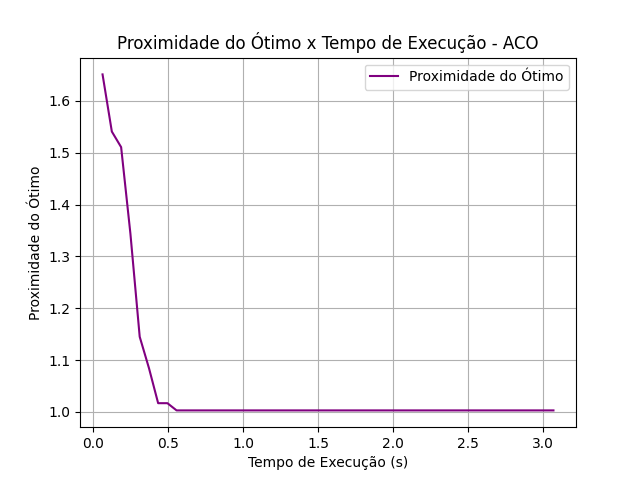 Proximidade do Ótimo x Tempo de Execução - ACO
Proximidade do Ótimo
1.6
1.5
1.4
1.3
1.2
1.1
1.0
Proximidade do Ótimo
0.0 0.5 1.0 1.5 2.0 2.5 3.0
Tempo de Execução (s)